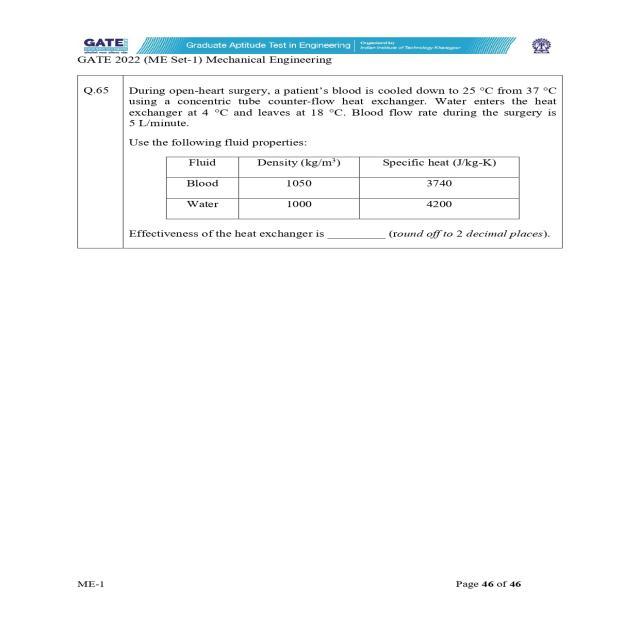 GATE
Graduate Aptitude Test in Engineering
Organized by
Indian Institute of Technology Kharagpur
GATE 2022 (ME Set-1) Mechanical Engineering
Q.65 During open-heart surgery, a patient's blood is cooled down to 25 °C from 37 °C
using a concentric tube counter-flow heat exchanger. Water enters the heat
exchanger at 4 °C and leaves at 18 °C. Blood flow rate during the surgery is
5 L/minute.
Use the following fluid properties:
Fluid Density (kg/m³) Specific heat (J/kg-K)
Blood 1050 3740
Water 1000 4200
Effectiveness of the heat exchanger is __________ (round off to 2 decimal places).
ME-1 Page 46 of 46